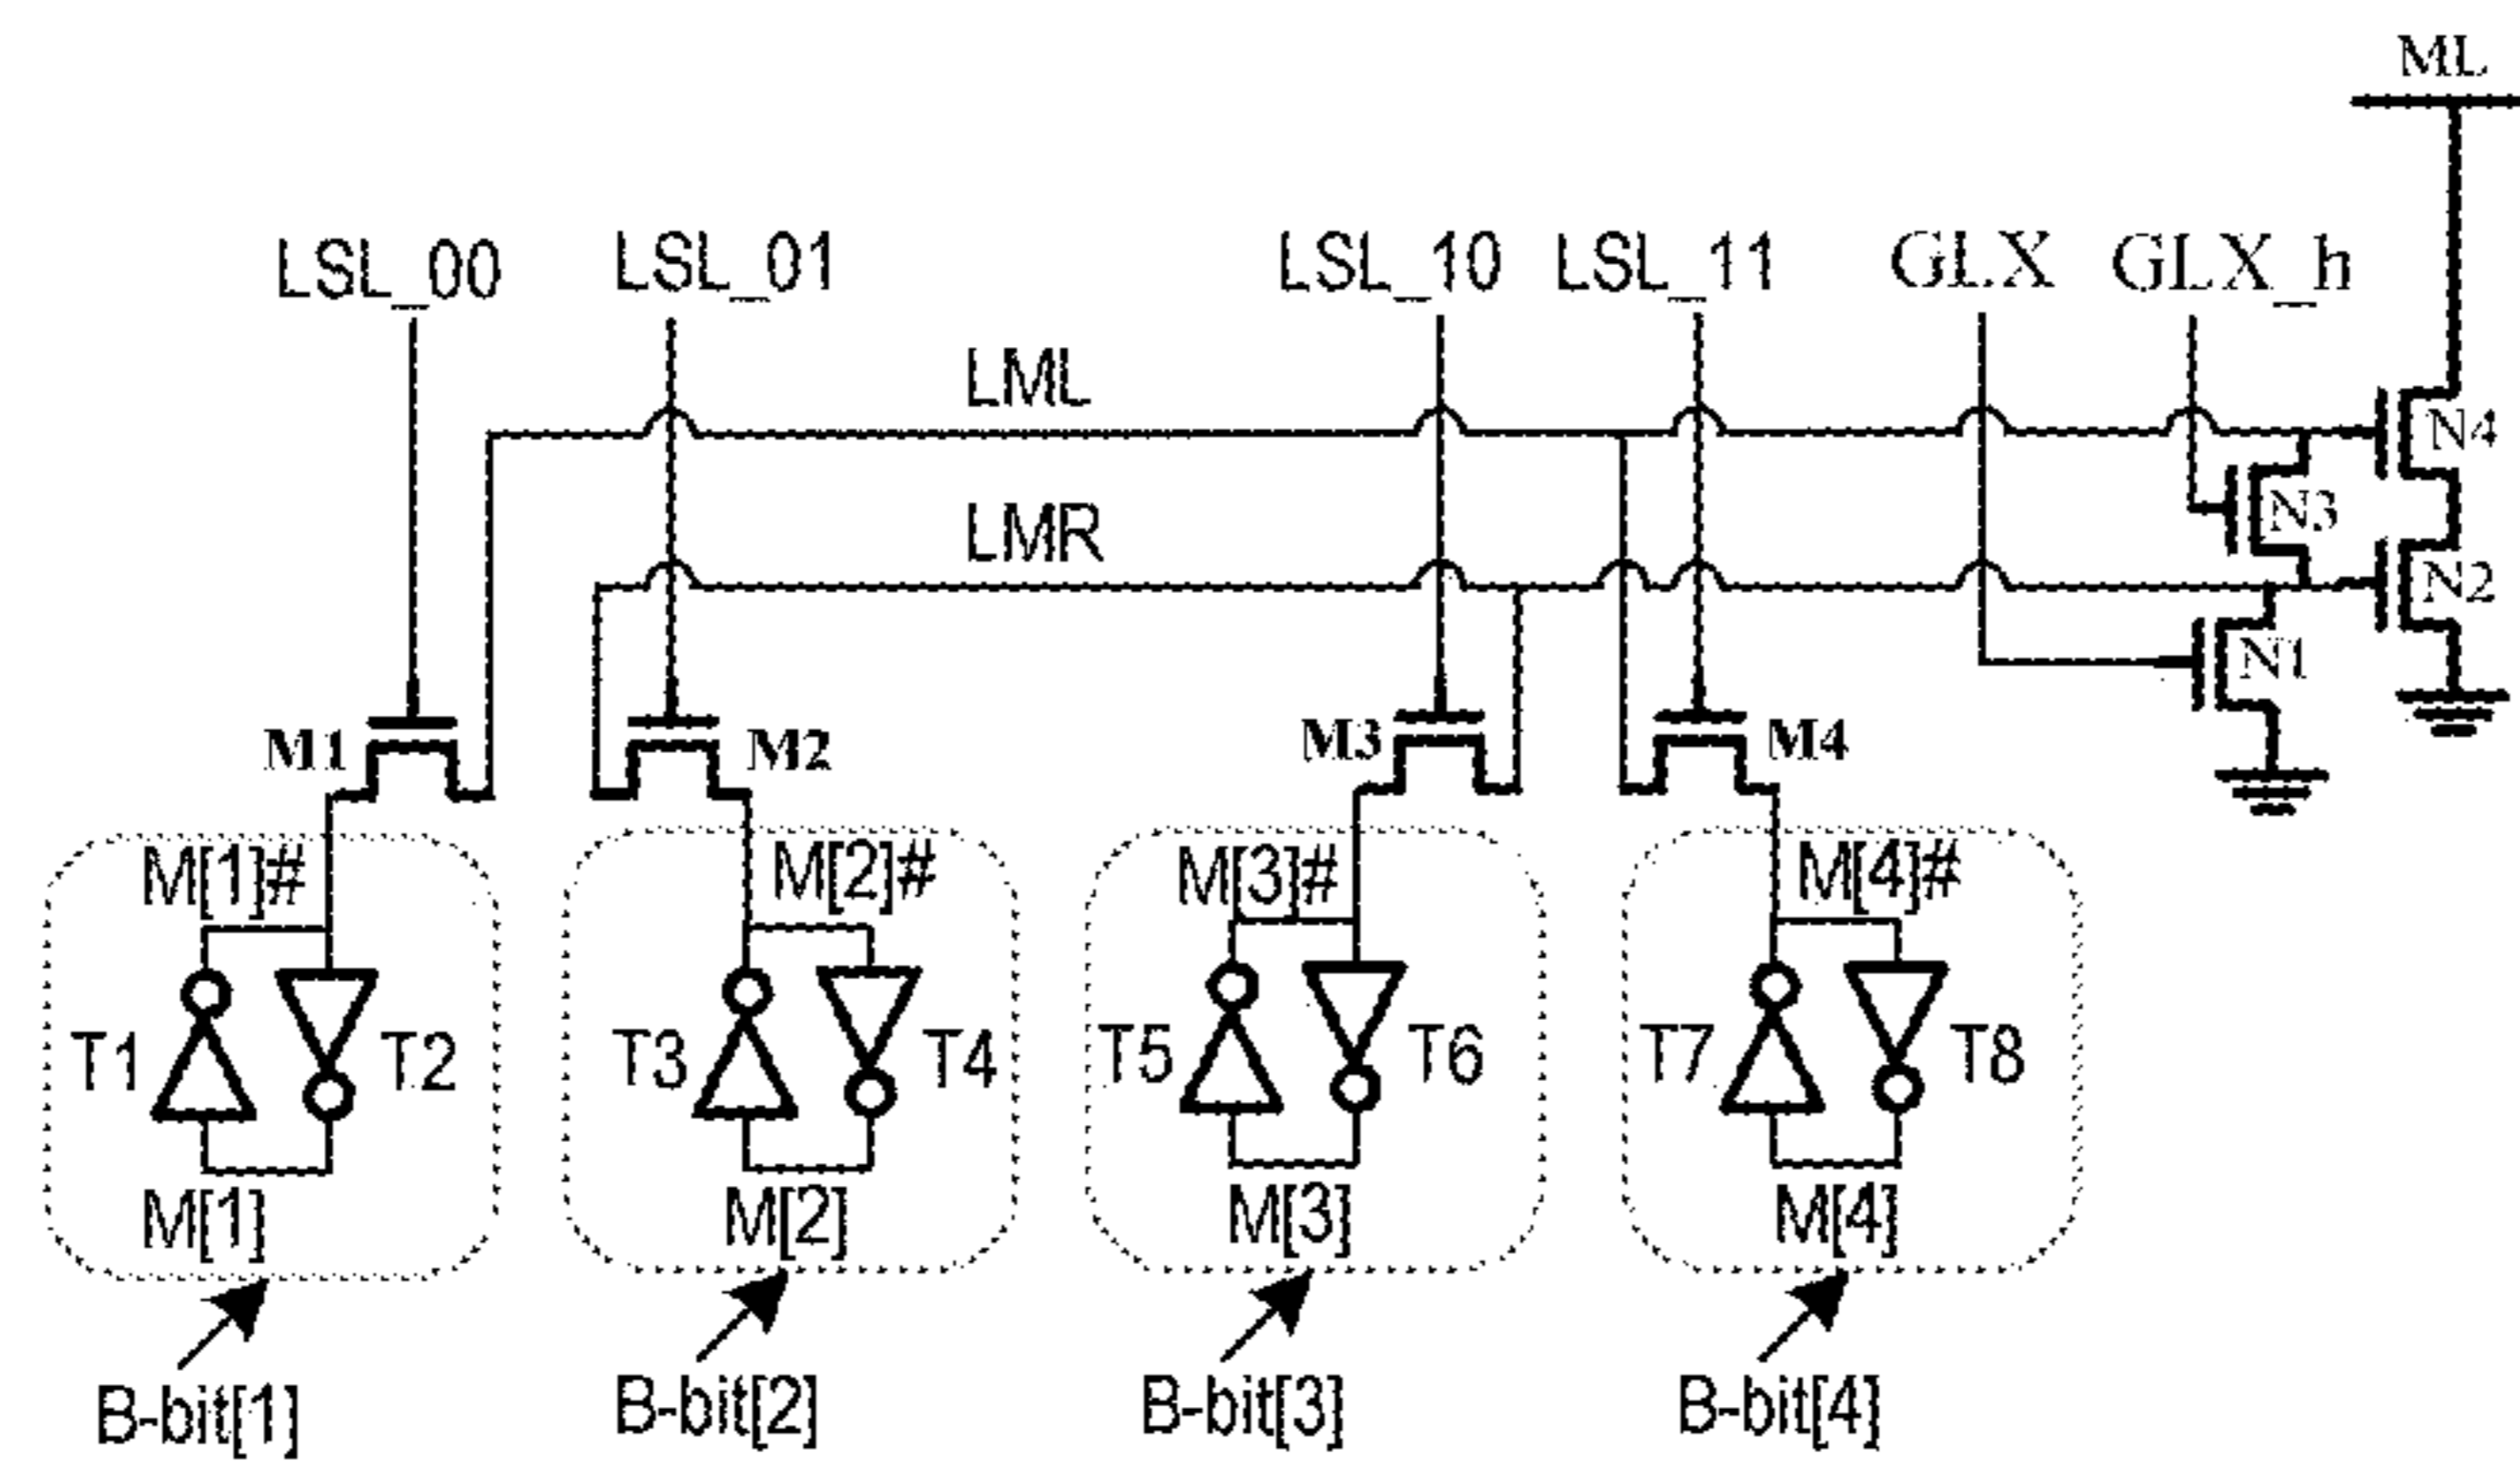 ML
LSL_00 LSL_01 LSL_10 LSL_11 GLX GLX_h
LML
N4
N3
LMR
N2
N1
M1 M2 M3 M4
M[1]# M[2]# M[3]# M[4]#
T1 T2 T3 T4 T5 T6 T7 T8
M[1] M[2] M[3] M[4]
B-bit[1] B-bit[2] B-bit[3] B-bit[4]